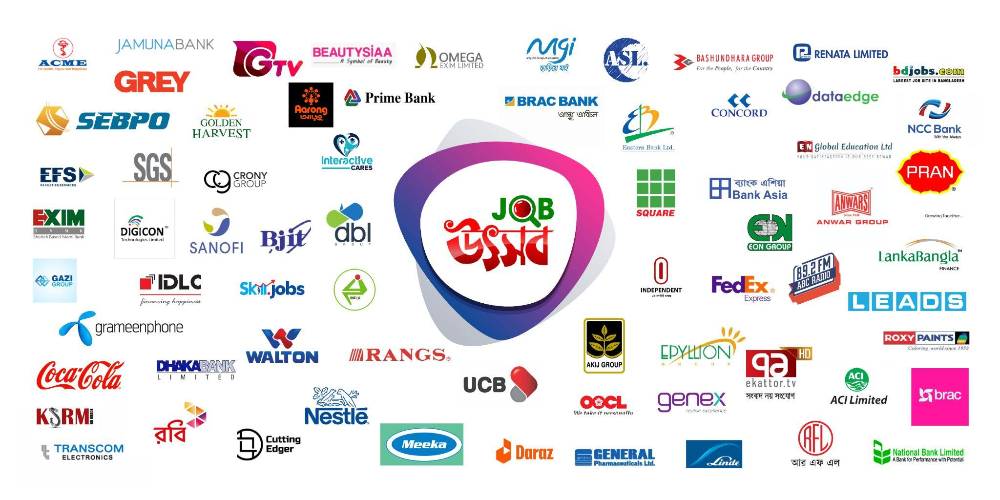 ACME
For Health, Vigour and Happiness
JAMUNABANK
GTV
BEAUTYSIAA
A Symbol of Beauty
OMEGA
EXIM LIMITED
mgi
Meghna Group of Industries
ছাড়িয়ে যাই
ASL.
BASHUNDHARA GROUP
For the People, for the Country
RENATA
RENATA LIMITED
bdjobs.com
LARGEST JOB SITE IN BANGLADESH
GREY
Aarong
আড়ং
Prime Bank
BRAC BANK
আস্থা অবিচল
EB
Eastern Bank Ltd.
CONCORD
dataedge
NCC Bank
With You. Always.
SEBPO
GOLDEN
HARVEST
Interactive
CARES
EN Global Education Ltd
YOUR SATISFACTION IS OUR BEST REWAR
EFS
FACILITIES SERVICES
SGS
CRONY
GROUP
SQUARE
ব্যাংক এশিয়া
Bank Asia
ANWARS
Since 1834
ANWAR GROUP
PRAN
Growing Together...
JOB
উৎসব
EXIM
BANK
Shariah Based Islami Bank
DIGICON™
Technologies Limited
SANOFI
Bjit
dbl
GROUP
EON
EON GROUP
LankaBangla™
FINANCE
GAZI
GROUP
IDLC
financing happiness
Skill.jobs
INDEPENDENT
FedEx®
Express
89.2 FM
ABC RADIO
LEADS
grameenphone
WALTON
RANGS®
AKIJ GROUP
EPYLLION
GROUP
HD
ekattor.tv
সংবাদ নয় সংযোগ
ROXY PAINTS
Coloring world since 1953
Coca-Cola
DHAKABANK
LIMITED
UCB
OOCL
We take it personally
genex
realise excellence
ACI
ACI Limited
brac
KSRM
60 GRADE
রবি
Nestlé
Cutting
Edger
Meeka
Daraz
general
GENERAL
Pharmaceuticals Ltd.
Linde
RFL
আর এফ এল
National Bank Limited
A Bank for Performance with Potential
TRANSCOM
ELECTRONICS